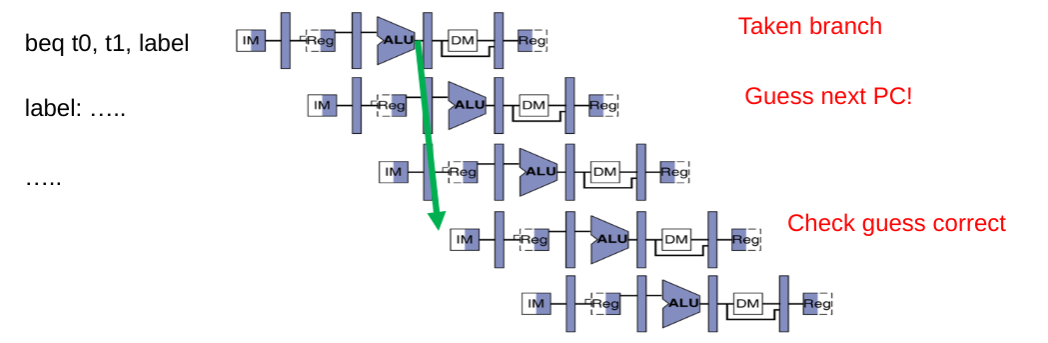 beq t0, t1, label
IM Reg ALU DM Reg
Taken branch
label: …..
IM Reg ALU DM Reg
Guess next PC!
…..
IM Reg ALU DM Reg
IM Reg ALU DM Reg
Check guess correct
IM Reg ALU DM Reg